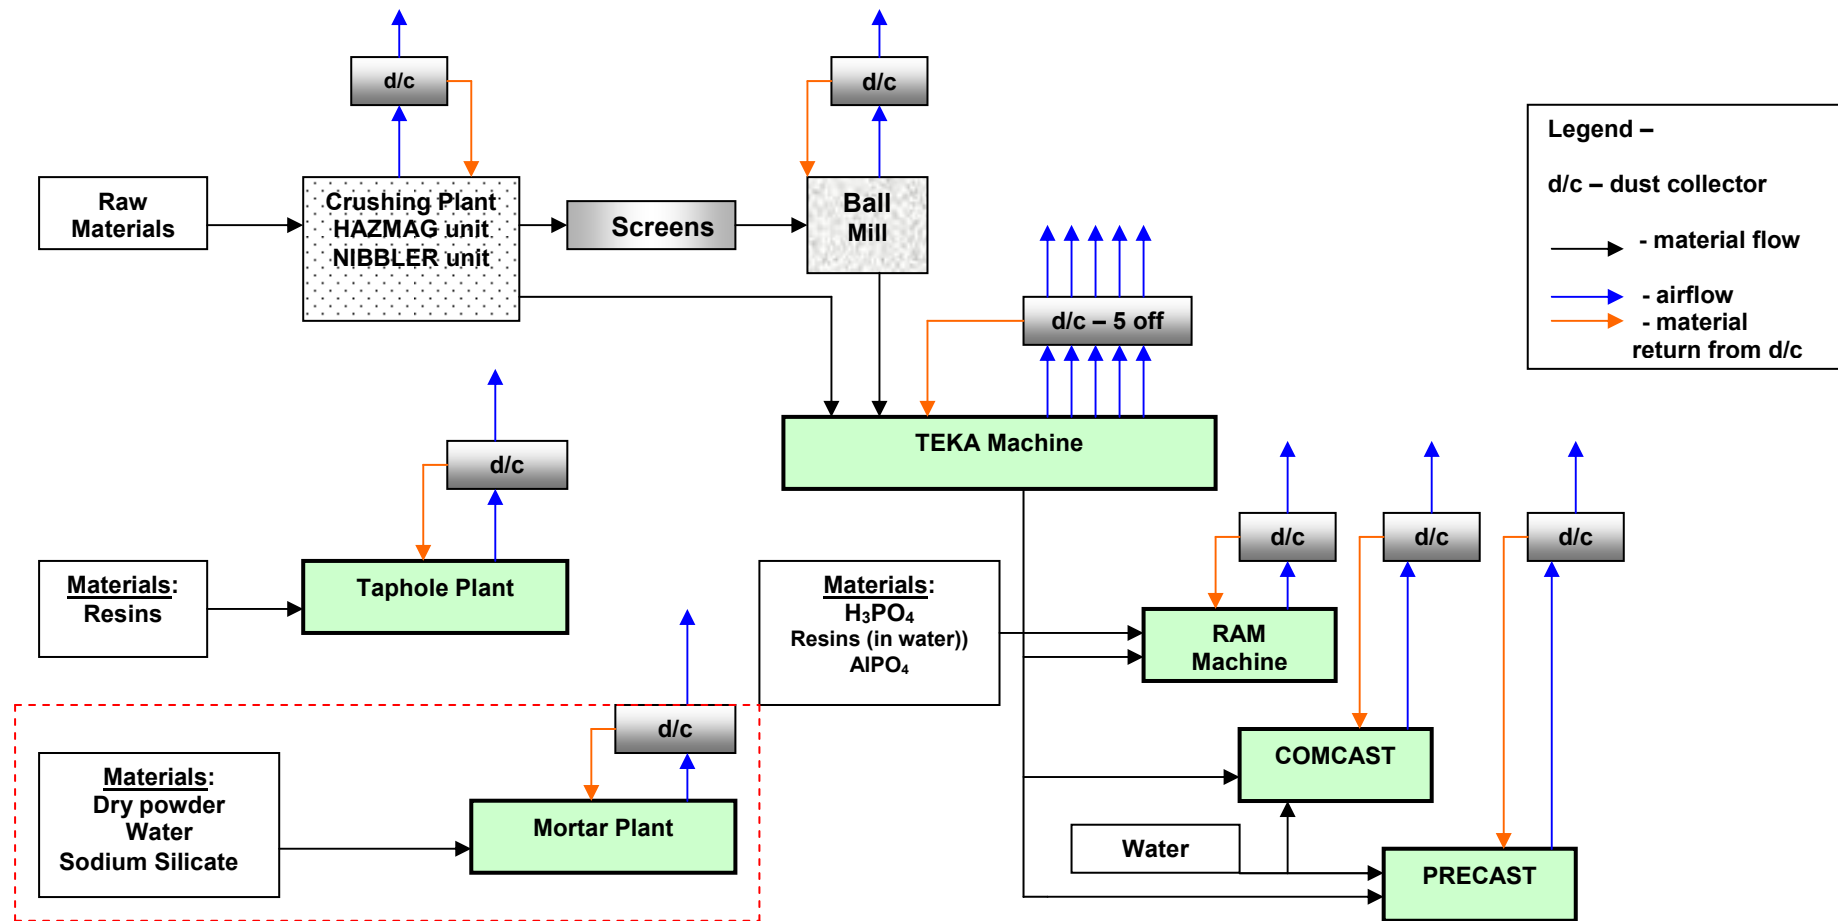 d/c
d/c
Legend –
d/c – dust collector
- material flow
- airflow
- material
return from d/c
Raw
Materials
Crushing Plant
HAZMAG unit
NIBBLER unit
Screens
Ball
Mill
d/c – 5 off
TEKA Machine
d/c
d/c
d/c
d/c
Materials:
Resins
Taphole Plant
Materials:
H₃PO₄
Resins (in water))
AlPO₄
RAM
Machine
d/c
Materials:
Dry powder
Water
Sodium Silicate
Mortar Plant
COMCAST
Water
PRECAST